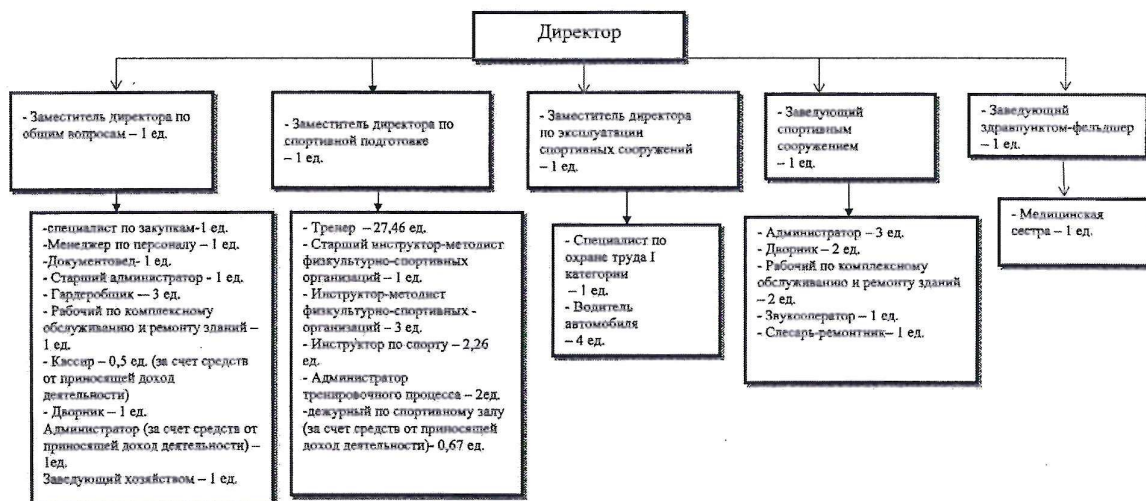 Директор
- Заместитель директора по
общим вопросам – 1 ед.
- Заместитель директора по
спортивной подготовке
– 1 ед.
- Заместитель директора
по эксплуатации
спортивных сооружений
– 1 ед.
- Заведующий
спортивным
сооружением
– 1 ед.
- Заведующий
здравпунктом-фельдшер
– 1 ед.
-специалист по закупкам-1 ед.
-Менеджер по персоналу – 1 ед.
-Документовед- 1 ед.
- Старший администратор - 1 ед.
- Гардеробщик –- 3 ед.
- Рабочий по комплексному
обслуживанию и ремонту зданий –
1 ед.
- Кассир – 0,5 ед. (за счет средств
от приносящей доход
деятельности)
- Дворник – 1 ед.
Администратор (за счет средств от
приносящей доход деятельности) –
1ед.
Заведующий хозяйством – 1 ед.
- Тренер – 27,46 ед.
- Старший инструктор-методист
физкультурно-спортивных
организаций – 1 ед.
- Инструктор-методист
физкультурно-спортивных -
организаций – 3 ед.
- Инструктор по спорту – 2,26
ед.
- Администратор
тренировочного процесса – 2ед.
-дежурный по спортивному залу
(за счет средств от приносящей
доход деятельности)- 0,67 ед.
- Специалист по
охране труда I
категории
– 1 ед.
- Водитель
автомобиля
– 4 ед.
- Администратор – 3 ед.
- Дворник – 2 ед.
- Рабочий по комплексному
обслуживанию и ремонту зданий
– 2 ед.
- Звукооператор – 1 ед.
- Слесарь-ремонтник– 1 ед.
- Медицинская
сестра – 1 ед.